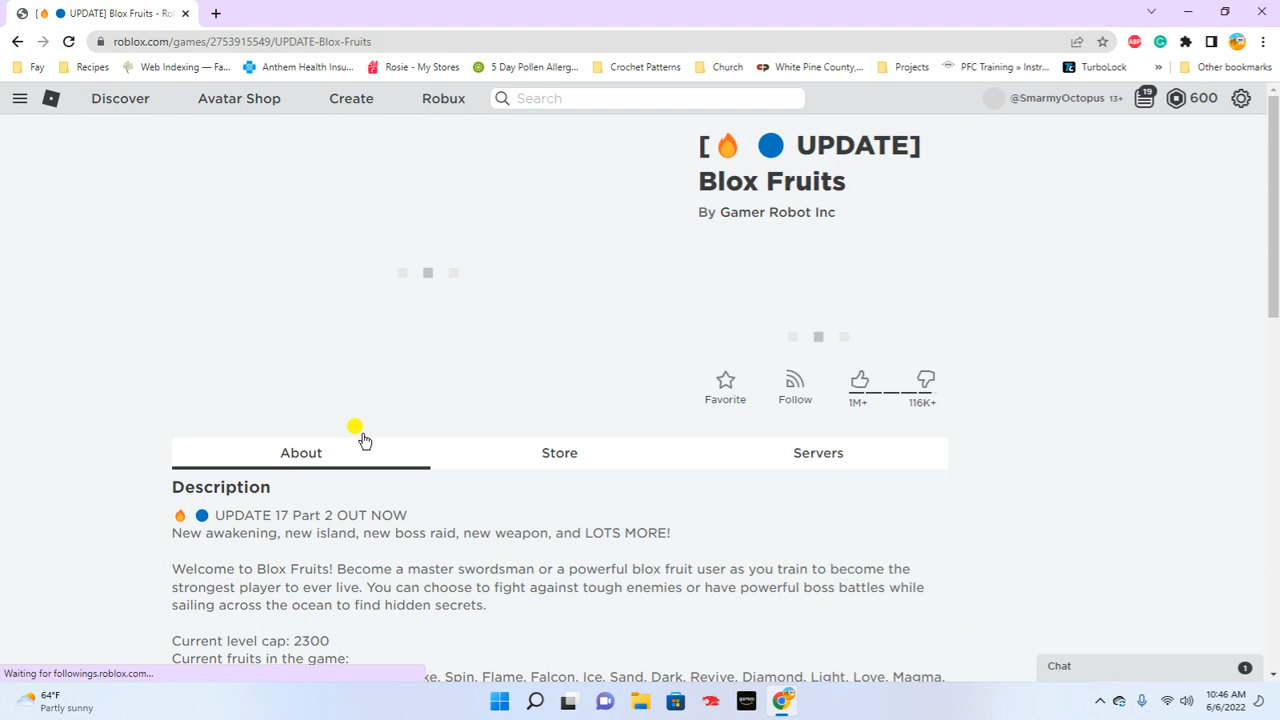 [🔥 🔵 UPDATE] Blox Fruits - Ro
roblox.com/games/2753915549/UPDATE-Blox-Fruits
Fay Recipes Web Indexing — Fa... Anthem Health Insu... Rosie - My Stores 5 Day Pollen Allerg... Crochet Patterns Church White Pine County,... Projects PFC Training » Instr... TurboLock » Other bookmarks
Discover Avatar Shop Create Robux Search @SmarmyOctopus 13+ 19 600
[🔥 🔵 UPDATE]
Blox Fruits
By Gamer Robot Inc
Favorite Follow 1M+ 116K+
About Store Servers
Description
🔥 🔵 UPDATE 17 Part 2 OUT NOW
New awakening, new island, new boss raid, new weapon, and LOTS MORE!
Welcome to Blox Fruits! Become a master swordsman or a powerful blox fruit user as you train to become the
strongest player to ever live. You can choose to fight against tough enemies or have powerful boss battles while
sailing across the ocean to find hidden secrets.
Current level cap: 2300
Current fruits in the game:
ke, Spin, Flame, Falcon, Ice, Sand, Dark, Revive, Diamond, Light, Love, Magma,
Waiting for followings.roblox.com...
Chat 1
64°F
Partly sunny
games
10:46 AM
6/6/2022